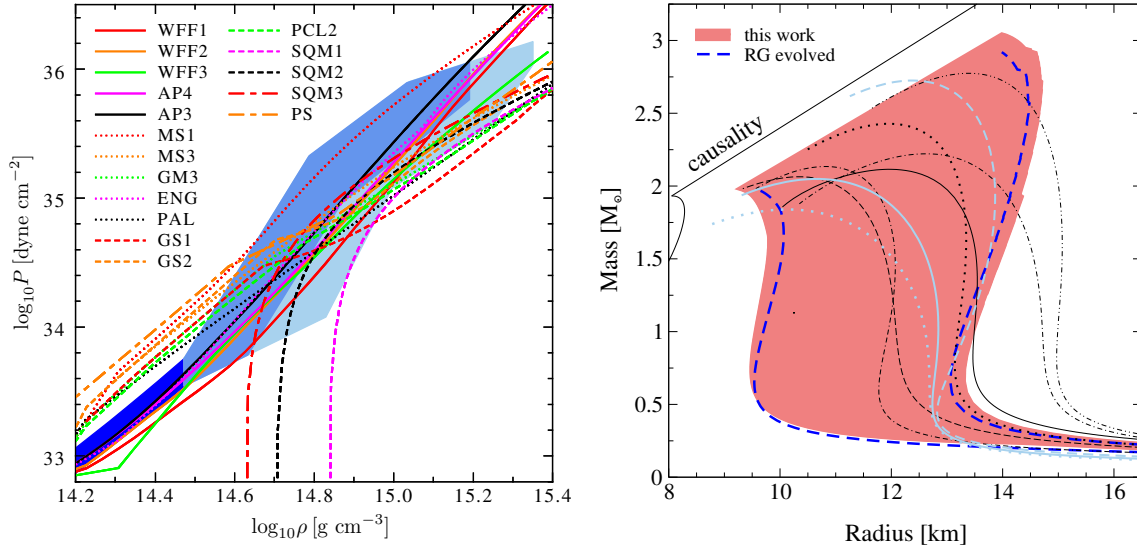 WFF1
WFF2
WFF3
AP4
AP3
MS1
MS3
GM3
ENG
PAL
GS1
GS2
PCL2
SQM1
SQM2
SQM3
PS
36
35
34
33
log₁₀P [dyne cm⁻²]
14.2 14.4 14.6 14.8 15.0 15.2 15.4
log₁₀ρ [g cm⁻³]
this work
RG evolved
causality
3
2.5
2
1.5
1
0.5
0
Mass [M⊙]
8 10 12 14 16
Radius [km]